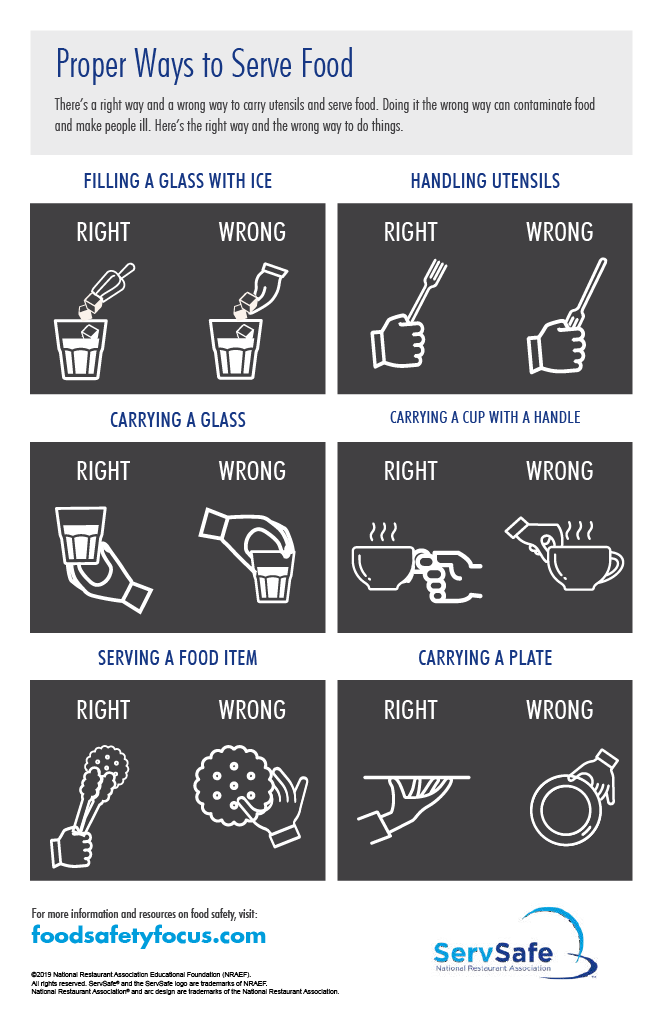 Proper Ways to Serve Food
There's a right way and a wrong way to carry utensils and serve food. Doing it the wrong way can contaminate food
and make people ill. Here's the right way and the wrong way to do things.
FILLING A GLASS WITH ICE
RIGHT
WRONG
HANDLING UTENSILS
RIGHT
WRONG
CARRYING A GLASS
RIGHT
WRONG
CARRYING A CUP WITH A HANDLE
RIGHT
WRONG
SERVING A FOOD ITEM
RIGHT
WRONG
CARRYING A PLATE
RIGHT
WRONG
For more information and resources on food safety, visit:
foodsafetyfocus.com
ServSafe
National Restaurant Association
©2019 National Restaurant Association Educational Foundation (NRAEF).
All rights reserved. ServSafe® and the ServSafe logo are trademarks of NRAEF.
National Restaurant Association® and arc design are trademarks of the National Restaurant Association.